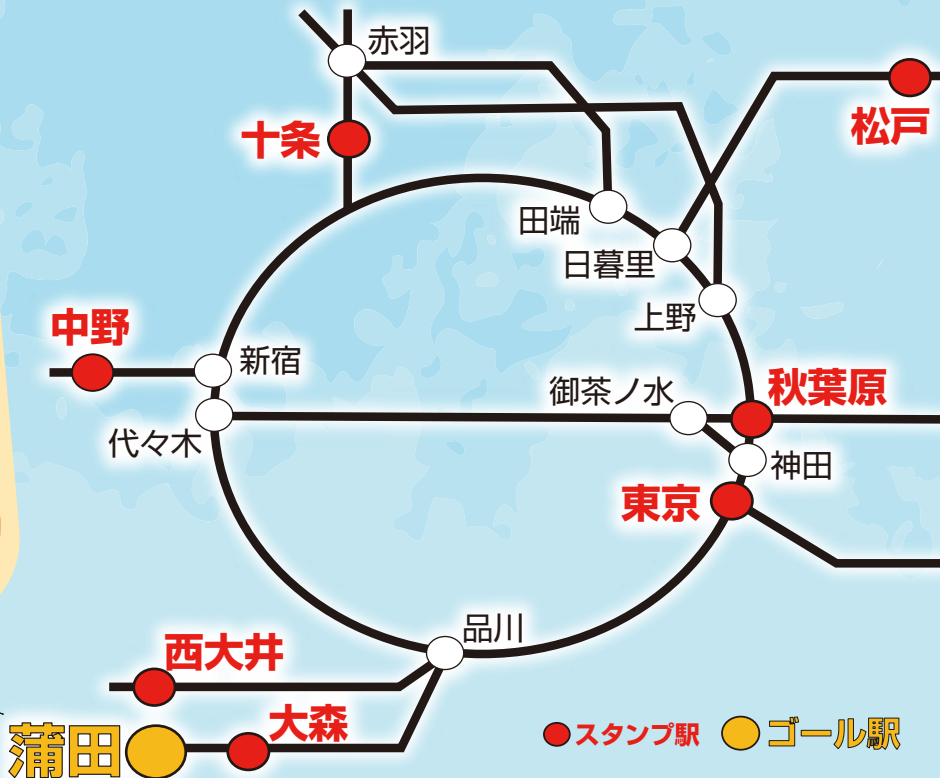 赤羽
十条
松戸
田端
日暮里
上野
中野
新宿
御茶ノ水
秋葉原
代々木
神田
東京
品川
西大井
大森
蒲田
スタンプ駅
ゴール駅